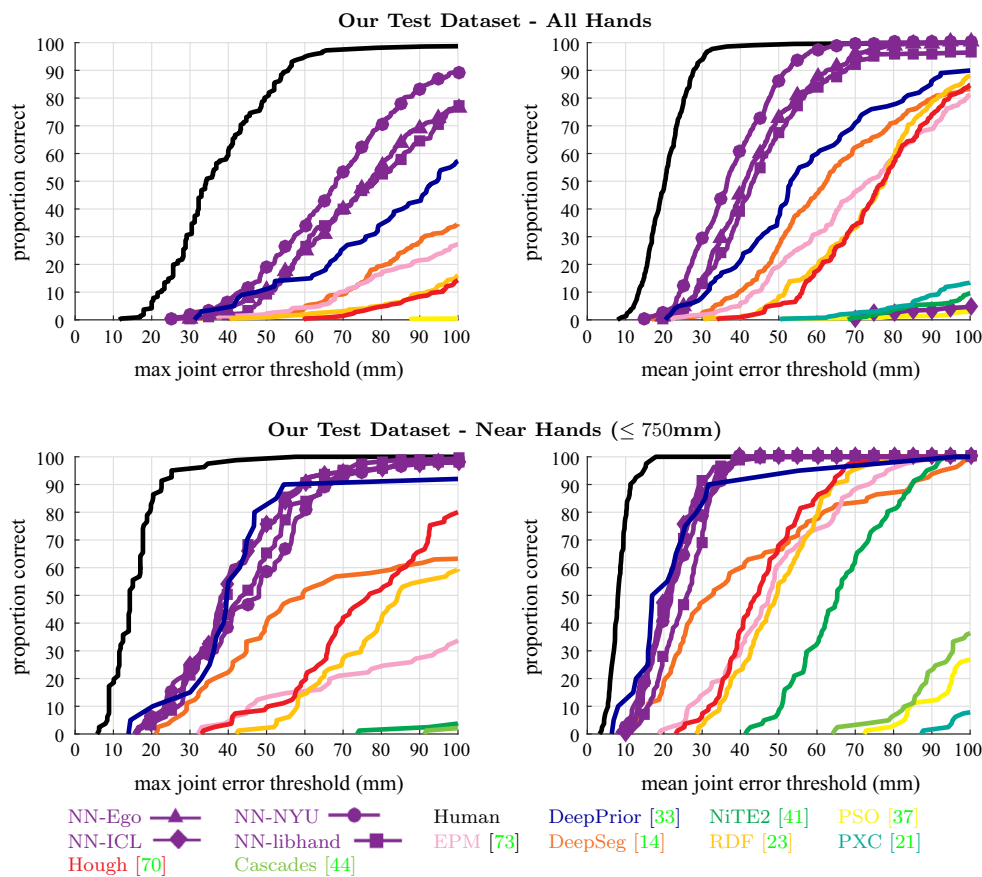 Our Test Dataset - All Hands
100
90
80
70
60
50
40
30
20
10
0
proportion correct
0 10 20 30 40 50 60 70 80 90 100
max joint error threshold (mm)
100
90
80
70
60
50
40
30
20
10
0
proportion correct
0 10 20 30 40 50 60 70 80 90 100
mean joint error threshold (mm)
Our Test Dataset - Near Hands (≤ 750mm)
100
90
80
70
60
50
40
30
20
10
0
proportion correct
0 10 20 30 40 50 60 70 80 90 100
max joint error threshold (mm)
100
90
80
70
60
50
40
30
20
10
0
proportion correct
0 10 20 30 40 50 60 70 80 90 100
mean joint error threshold (mm)
NN-Ego NN-NYU Human DeepPrior [33] NiTE2 [41] PSO [37]
NN-ICL NN-libhand EPM [73] DeepSeg [14] RDF [23] PXC [21]
Hough [70] Cascades [44]